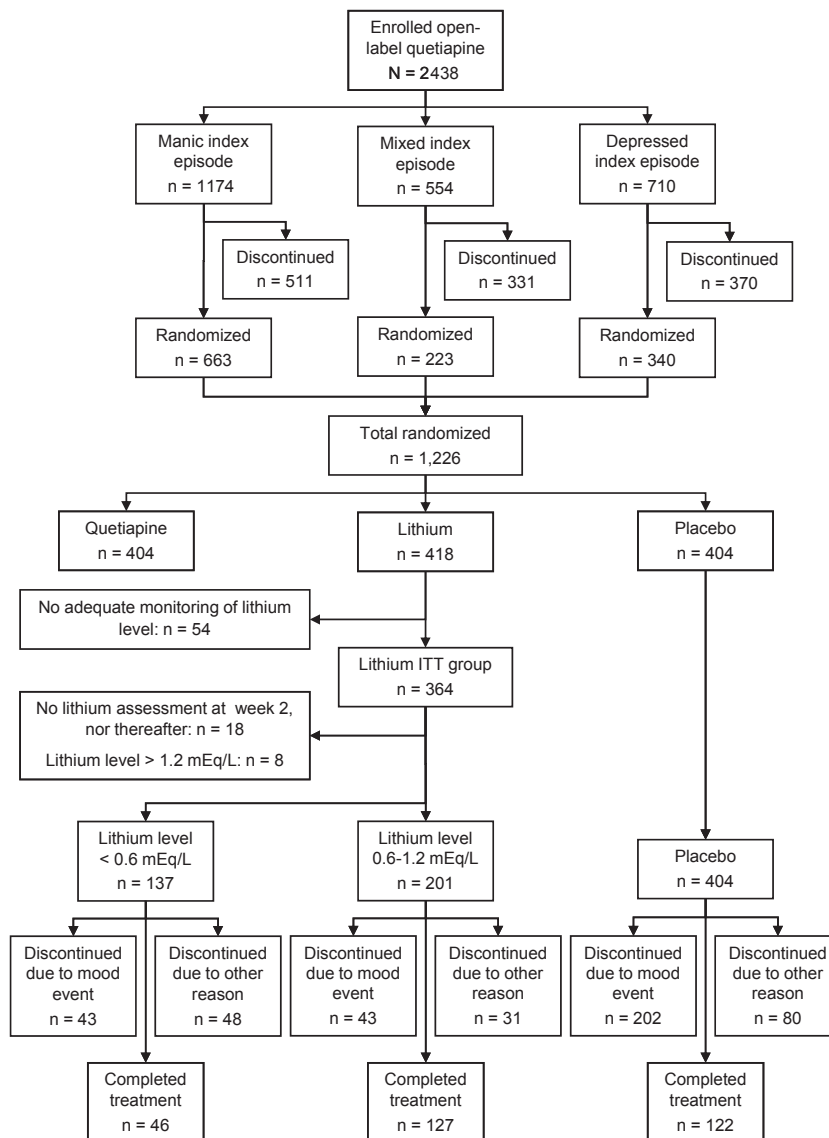 Enrolled open-
label quetiapine
N = 2438
Manic index
episode
n = 1174
Mixed index
episode
n = 554
Depressed
index episode
n = 710
Discontinued
n = 511
Discontinued
n = 331
Discontinued
n = 370
Randomized
n = 663
Randomized
n = 223
Randomized
n = 340
Total randomized
n = 1,226
Quetiapine
n = 404
Lithium
n = 418
Placebo
n = 404
No adequate monitoring of lithium
level: n = 54
Lithium ITT group
n = 364
No lithium assessment at week 2,
nor thereafter: n = 18
Lithium level > 1.2 mEq/L: n = 8
Lithium level
< 0.6 mEq/L
n = 137
Lithium level
0.6-1.2 mEq/L
n = 201
Placebo
n = 404
Discontinued
due to mood
event
n = 43
Discontinued
due to other
reason
n = 48
Discontinued
due to mood
event
n = 43
Discontinued
due to other
reason
n = 31
Discontinued
due to mood
event
n = 202
Discontinued
due to other
reason
n = 80
Completed
treatment
n = 46
Completed
treatment
n = 127
Completed
treatment
n = 122